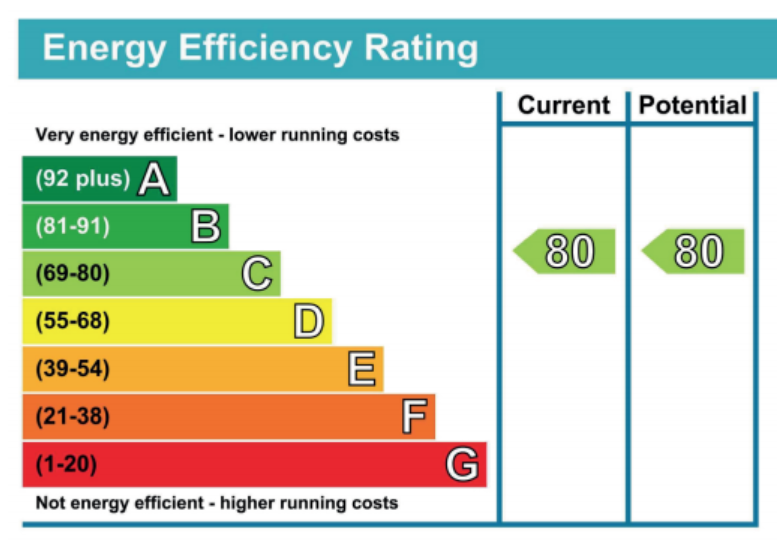 Energy Efficiency Rating
Current Potential
Very energy efficient - lower running costs
(92 plus) A
(81-91) B
(69-80) C
80 80
(55-68) D
(39-54) E
(21-38) F
(1-20) G
Not energy efficient - higher running costs